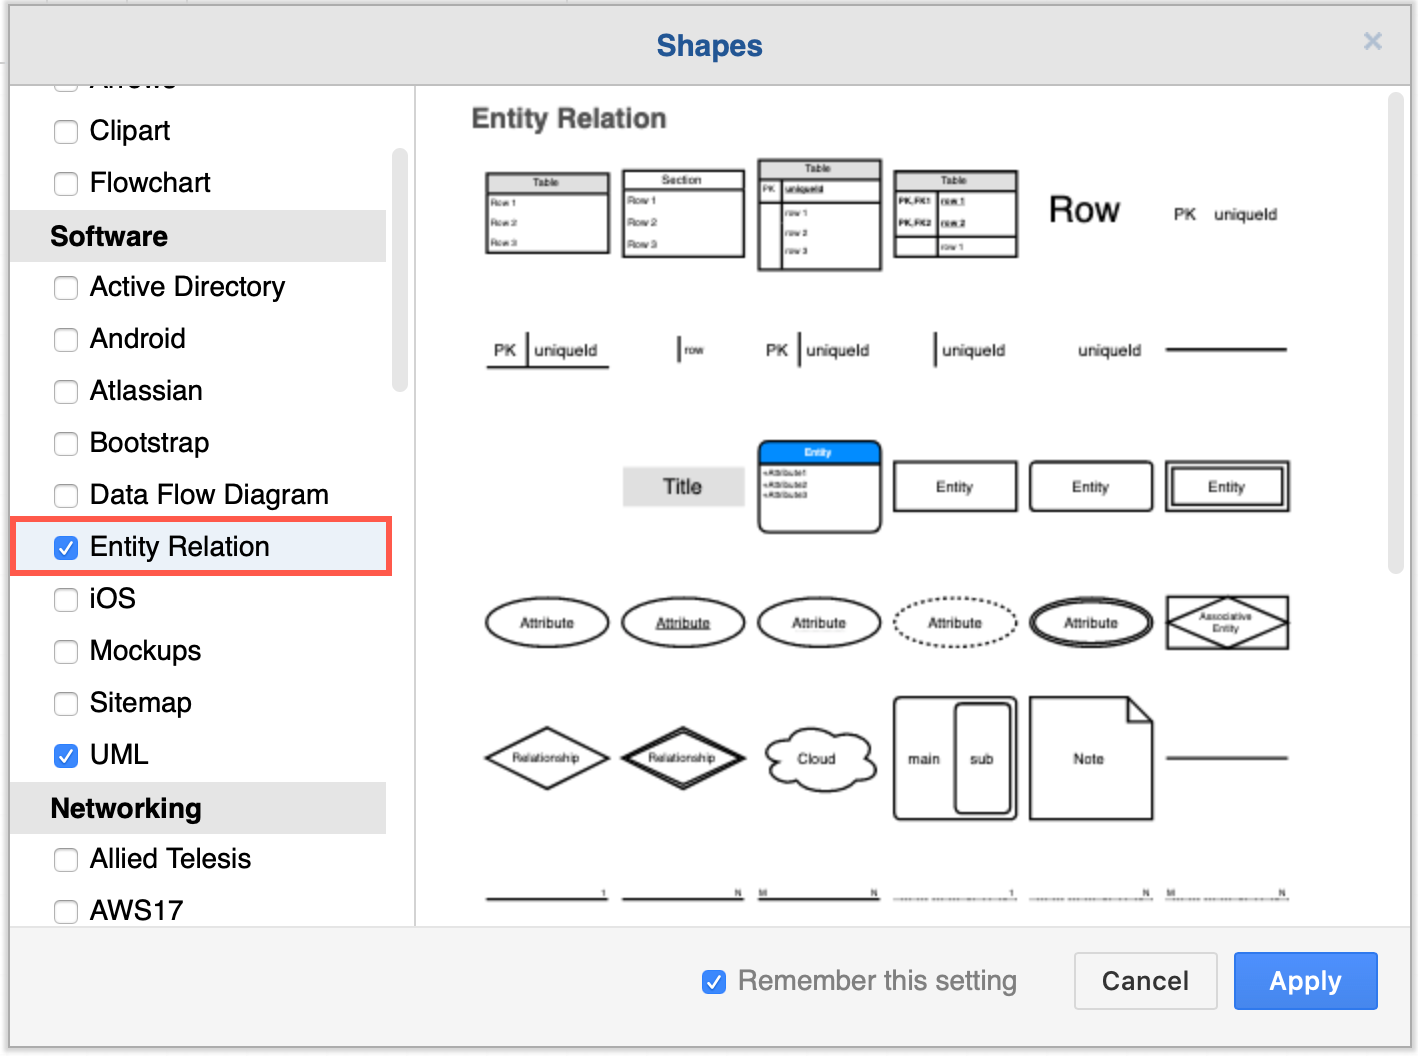 Shapes
Arrows
Clipart
Flowchart
Software
Active Directory
Android
Atlassian
Bootstrap
Data Flow Diagram
Entity Relation
iOS
Mockups
Sitemap
UML
Networking
Allied Telesis
AWS17
Entity Relation
Table
Row 1
Row 2
Row 3
Section
Row 1
Row 2
Row 3
Table
PK uniqueId
row 1
row 2
row 3
Table
PK,FK1 row 1
PK,FK2 row 2
row 1
Row
PK uniqueId
PK uniqueId
row
PK uniqueId
uniqueId
uniqueId
Title
Entity
+Attribute1
+Attribute2
+Attribute3
Entity
Entity
Entity
Attribute
Attribute
Attribute
Attribute
Attribute
Associative
Entity
Relationship
Relationship
Cloud
main sub
Note
1
N
M N
1
N
M N
Remember this setting
Cancel
Apply